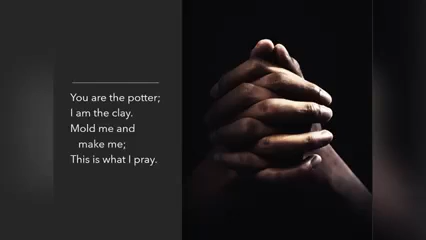 You are the potter;
I am the clay.
Mold me and
make me;
This is what I pray.